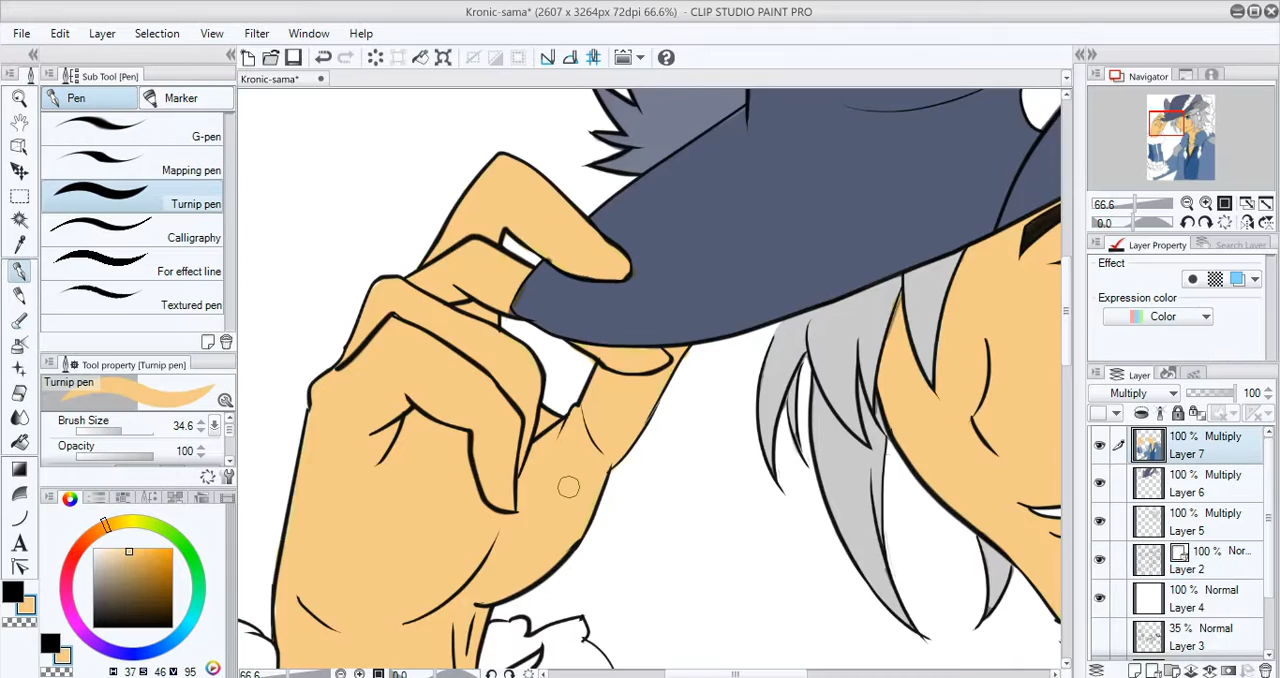 Kronic-sama* (2607 x 3264px 72dpi 66.6%) - CLIP STUDIO PAINT PRO
File Edit Layer Selection View Filter Window Help
Sub Tool [Pen]
Pen Marker
G-pen
Mapping pen
Turnip pen
Calligraphy
For effect line
Textured pen
Tool property [Turnip pen]
Turnip pen
Brush Size 34.6
Opacity 100
H 37 S 46 V 95
Kronic-sama*
66.6 0.0
Navigator
66.6
0.0
Layer Property Search Layer
Effect
Expression color
Color
Layer
Multiply 100
100 % Multiply
Layer 7
100 % Multiply
Layer 6
100 % Multiply
Layer 5
100 % Nor...
Layer 2
100 % Normal
Layer 4
35 % Normal
Layer 3